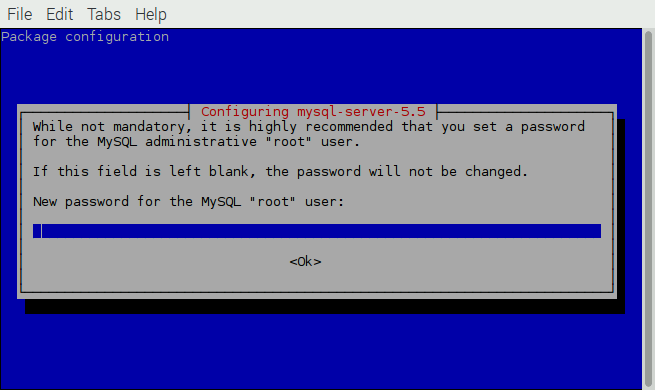 File Edit Tabs Help
Package configuration
Configuring mysql-server-5.5
While not mandatory, it is highly recommended that you set a password
for the MySQL administrative "root" user.
If this field is left blank, the password will not be changed.
New password for the MySQL "root" user:
<Ok>